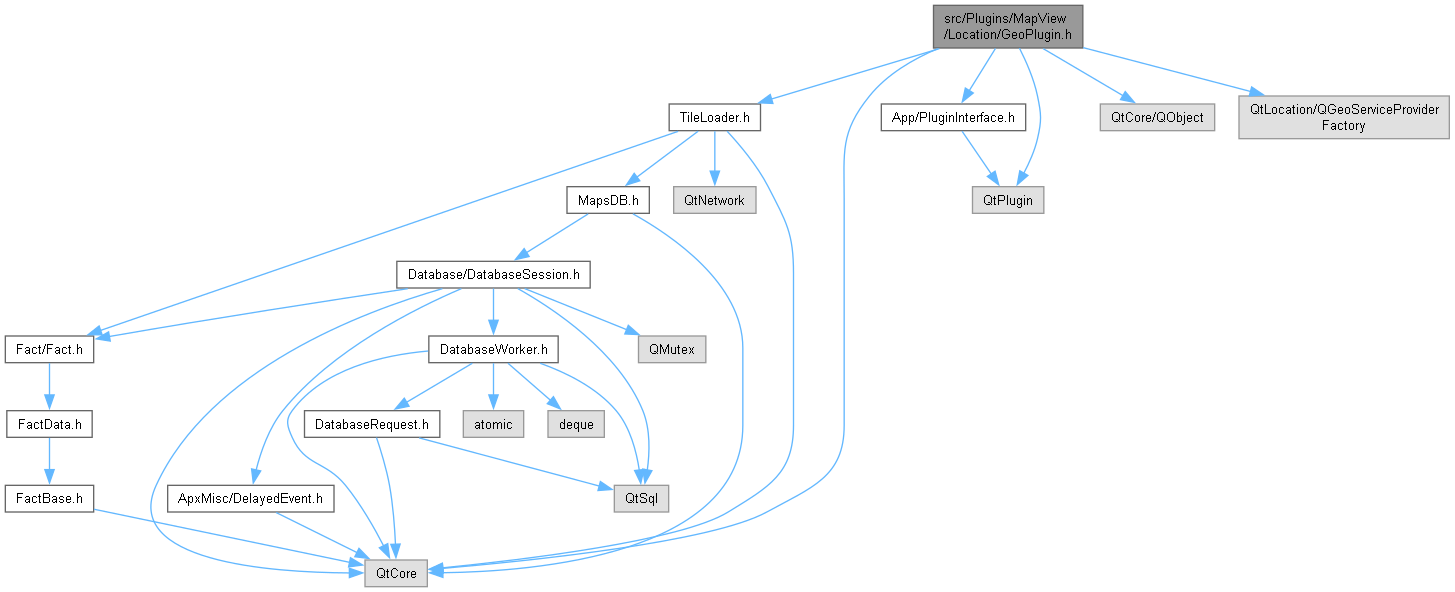 src/Plugins/MapView
/Location/GeoPlugin.h
TileLoader.h
App/PluginInterface.h
QtCore/QObject
QtLocation/QGeoServiceProvider
Factory
MapsDB.h
QtNetwork
QtPlugin
Database/DatabaseSession.h
Fact/Fact.h
DatabaseWorker.h
QMutex
FactData.h
DatabaseRequest.h
atomic
deque
FactBase.h
ApxMisc/DelayedEvent.h
QtSql
QtCore